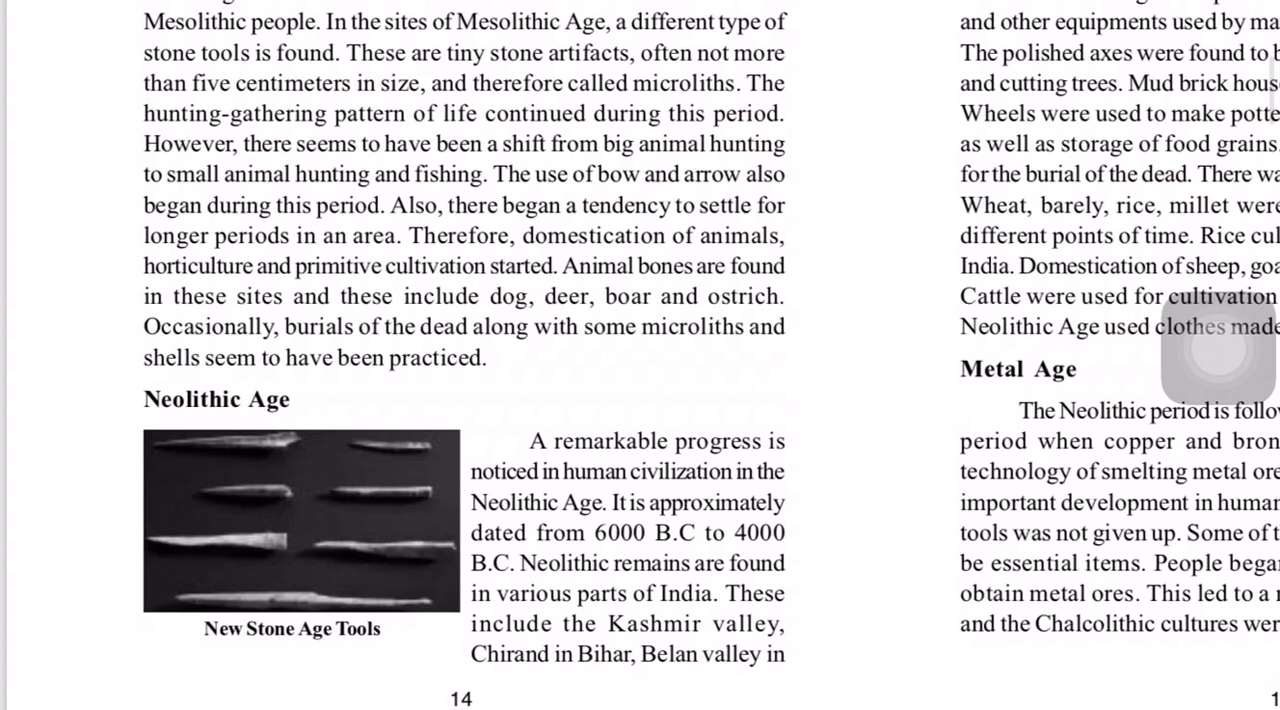 Mesolithic people. In the sites of Mesolithic Age, a different type of
stone tools is found. These are tiny stone artifacts, often not more
than five centimeters in size, and therefore called microliths. The
hunting-gathering pattern of life continued during this period.
However, there seems to have been a shift from big animal hunting
to small animal hunting and fishing. The use of bow and arrow also
began during this period. Also, there began a tendency to settle for
longer periods in an area. Therefore, domestication of animals,
horticulture and primitive cultivation started. Animal bones are found
in these sites and these include dog, deer, boar and ostrich.
Occasionally, burials of the dead along with some microliths and
shells seem to have been practiced.
Neolithic Age
A remarkable progress is
noticed in human civilization in the
Neolithic Age. It is approximately
dated from 6000 B.C to 4000
B.C. Neolithic remains are found
in various parts of India. These
include the Kashmir valley,
Chirand in Bihar, Belan valley in
New Stone Age Tools
14
and other equipments used by
The polished axes were found to
and cutting trees. Mud brick
Wheels were used to make
as well as storage of food grains.
for the burial of the dead. There
Wheat, barely, rice, millet were
different points of time. Rice
India. Domestication of sheep,
Cattle were used for cultivation
Neolithic Age used clothes made
Metal Age
The Neolithic period is
period when copper and
technology of smelting metal
important development in human
tools was not given up. Some of
be essential items. People
obtain metal ores. This led to a
and the Chalcolithic cultures